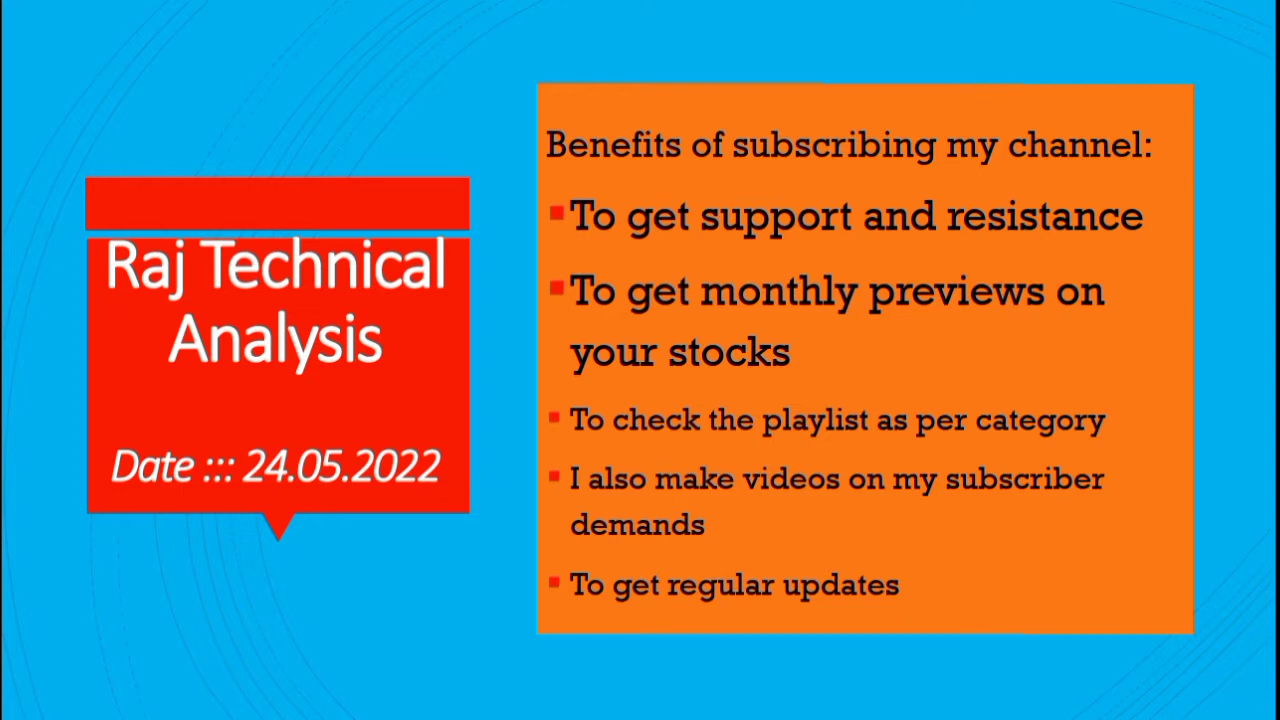 Raj Technical
Analysis
Date ::: 24.05.2022
Benefits of subscribing my channel:
To get support and resistance
To get monthly previews on
your stocks
To check the playlist as per category
I also make videos on my subscriber
demands
To get regular updates